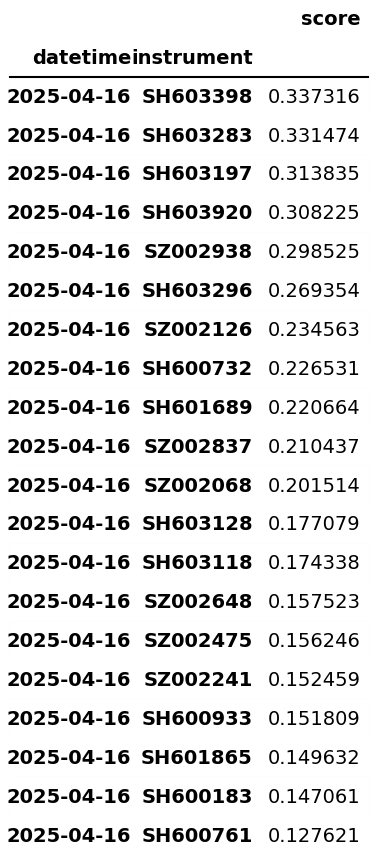 score
datetime instrument
2025-04-16 SH603398 0.337316
2025-04-16 SH603283 0.331474
2025-04-16 SH603197 0.313835
2025-04-16 SH603920 0.308225
2025-04-16 SZ002938 0.298525
2025-04-16 SH603296 0.269354
2025-04-16 SZ002126 0.234563
2025-04-16 SH600732 0.226531
2025-04-16 SH601689 0.220664
2025-04-16 SZ002837 0.210437
2025-04-16 SZ002068 0.201514
2025-04-16 SH603128 0.177079
2025-04-16 SH603118 0.174338
2025-04-16 SZ002648 0.157523
2025-04-16 SZ002475 0.156246
2025-04-16 SZ002241 0.152459
2025-04-16 SH600933 0.151809
2025-04-16 SH601865 0.149632
2025-04-16 SH600183 0.147061
2025-04-16 SH600761 0.127621